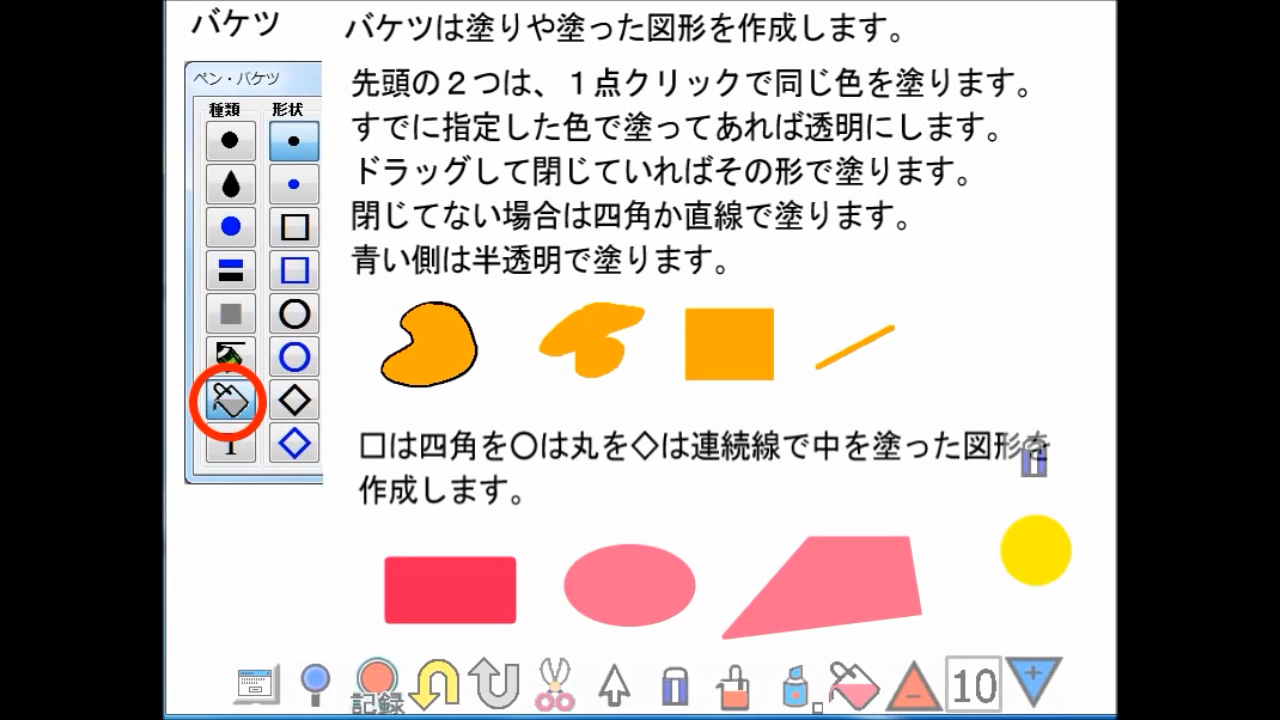 バケツ
バケツは塗りや塗った図形を作成します。
ペン・バケツ
種類 形状
先頭の２つは、１点クリックで同じ色を塗ります。
すでに指定した色で塗ってあれば透明にします。
ドラッグして閉じていればその形で塗ります。
閉じてない場合は四角か直線で塗ります。
青い側は半透明で塗ります。
□は四角を〇は丸を◇は連続線で中を塗った図形を
作成します。
記録
10